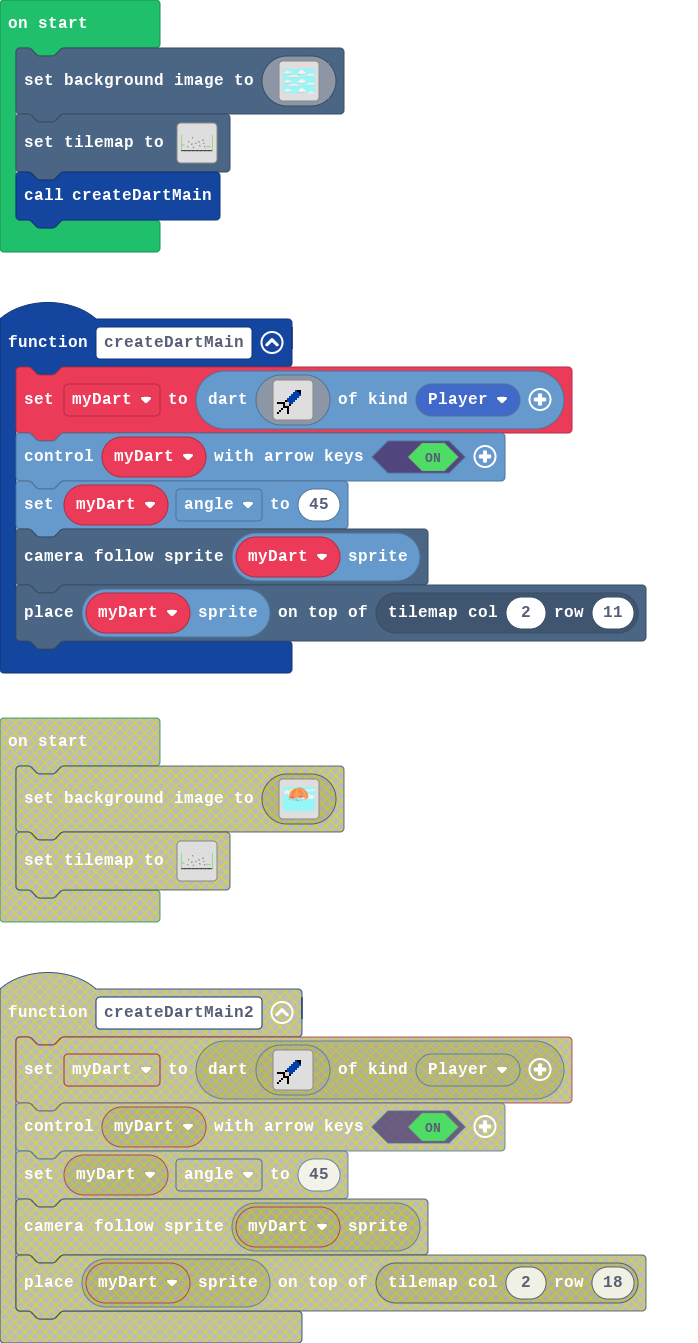 on start
set background image to
set tilemap to
call createDartMain
function createDartMain
set myDart to dart of kind Player
control myDart with arrow keys ON
set myDart angle to 45
camera follow sprite myDart sprite
place myDart sprite on top of tilemap col 2 row 11
on start
set background image to
set tilemap to
function createDartMain2
set myDart to dart of kind Player
control myDart with arrow keys ON
set myDart angle to 45
camera follow sprite myDart sprite
place myDart sprite on top of tilemap col 2 row 18